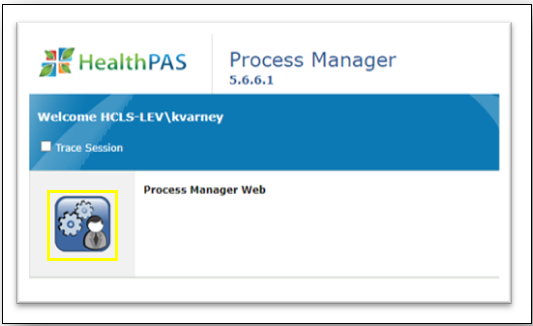 HealthPAS
Process Manager
5.6.6.1
Welcome HCLS-LEV\kvarney
Trace Session
Process Manager Web